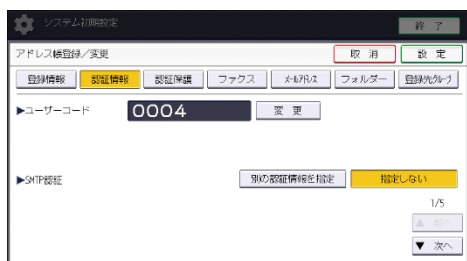 システム初期設定
終 了
アドレス帳登録／変更
取 消
設 定
登録情報
認証情報
認証保護
ファクス
ﾒｰﾙｱﾄﾞﾚｽ
フォルダー
登録先グループ
▶ユーザーコード
0004
変 更
▶SMTP認証
別の認証情報を指定
指定しない
1/5
▲ 前へ
▼ 次へ